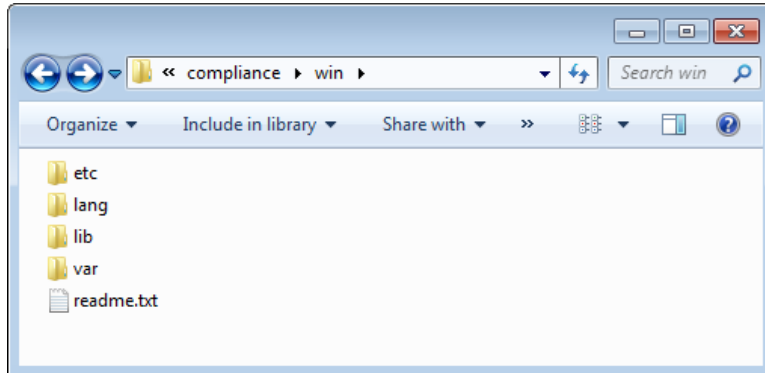 « compliance ▸ win ▸ Search win
Organize Include in library Share with »
etc
lang
lib
var
readme.txt